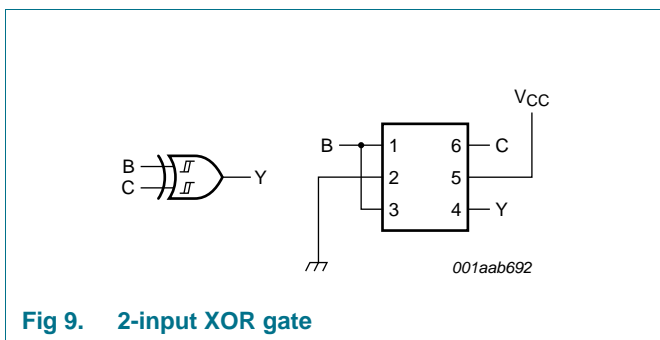 VCC
B
C
Y
B 1 6 C
2 5
3 4 Y
001aab692
Fig 9. 2-input XOR gate